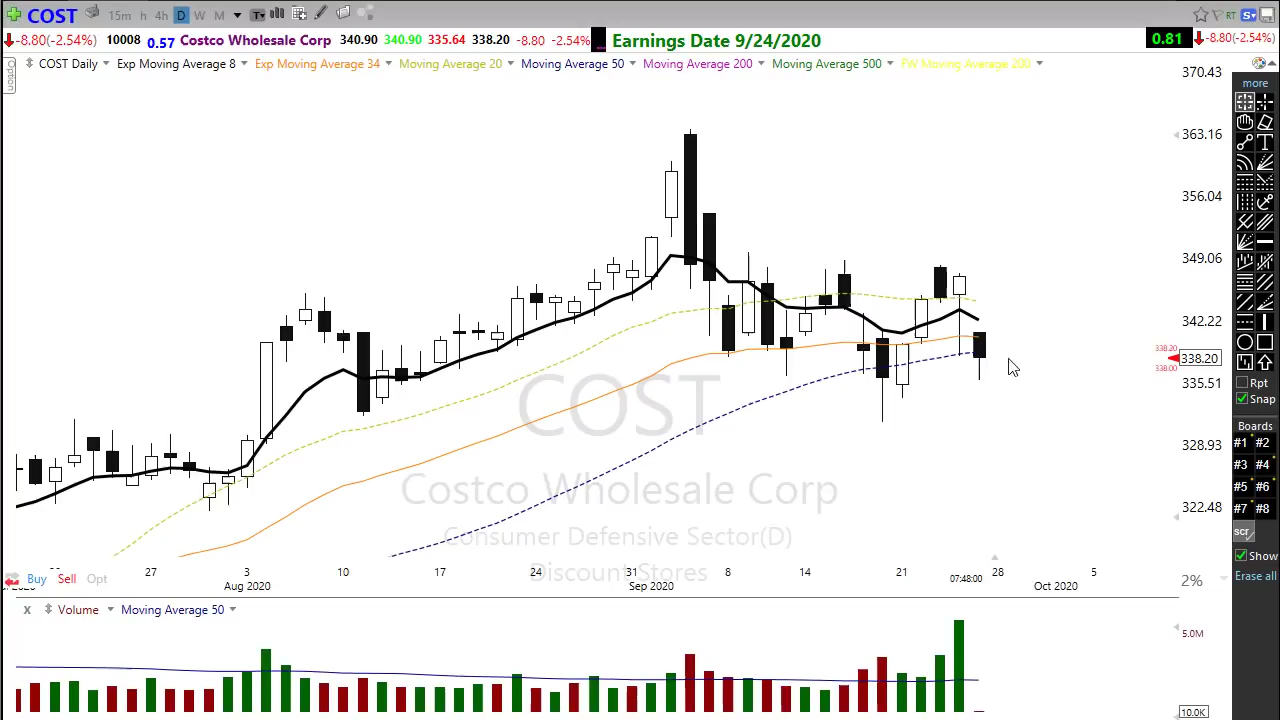 COST 15m h 4h D W M T RT S
-8.80(-2.54%) 10008 0.57 Costco Wholesale Corp 340.90 340.90 335.64 338.20 -8.80 -2.54% Earnings Date 9/24/2020 0.81 -8.80(-2.54%)
Option
COST Daily Exp Moving Average 8 Exp Moving Average 34 Moving Average 20 Moving Average 50 Moving Average 200 Moving Average 500 FW Moving Average 200
370.43
363.16
356.04
349.06
342.22
338.20
338.20
338.00
335.51
328.93
322.48
more
Rpt
Snap
Boards
#1 #2
#3 #4
#5 #6
#7 #8
scr
Show
Erase all
COST
Costco Wholesale Corp
Consumer Defensive Sector(D)
Discount Stores
27 10 17 24 31 8 14 21 07:48:00 28 5
Aug 2020 Sep 2020 Oct 2020
Buy Sell Opt
2%
x Volume Moving Average 50
5.0M
10.0K